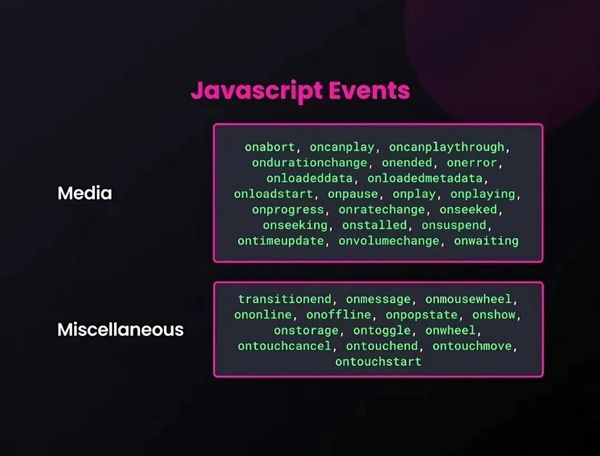 Javascript Events
Media
onabort, oncanplay, oncanplaythrough,
ondurationchange, onended, onerror,
onloadeddata, onloadedmetadata,
onloadstart, onpause, onplay, onplaying,
onprogress, onratechange, onseeked,
onseeking, onstalled, onsuspend,
ontimeupdate, onvolumechange, onwaiting
Miscellaneous
transitionend, onmessage, onmousewheel,
ononline, onoffline, onpopstate, onshow,
onstorage, ontoggle, onwheel,
ontouchcancel, ontouchend, ontouchmove,
ontouchstart